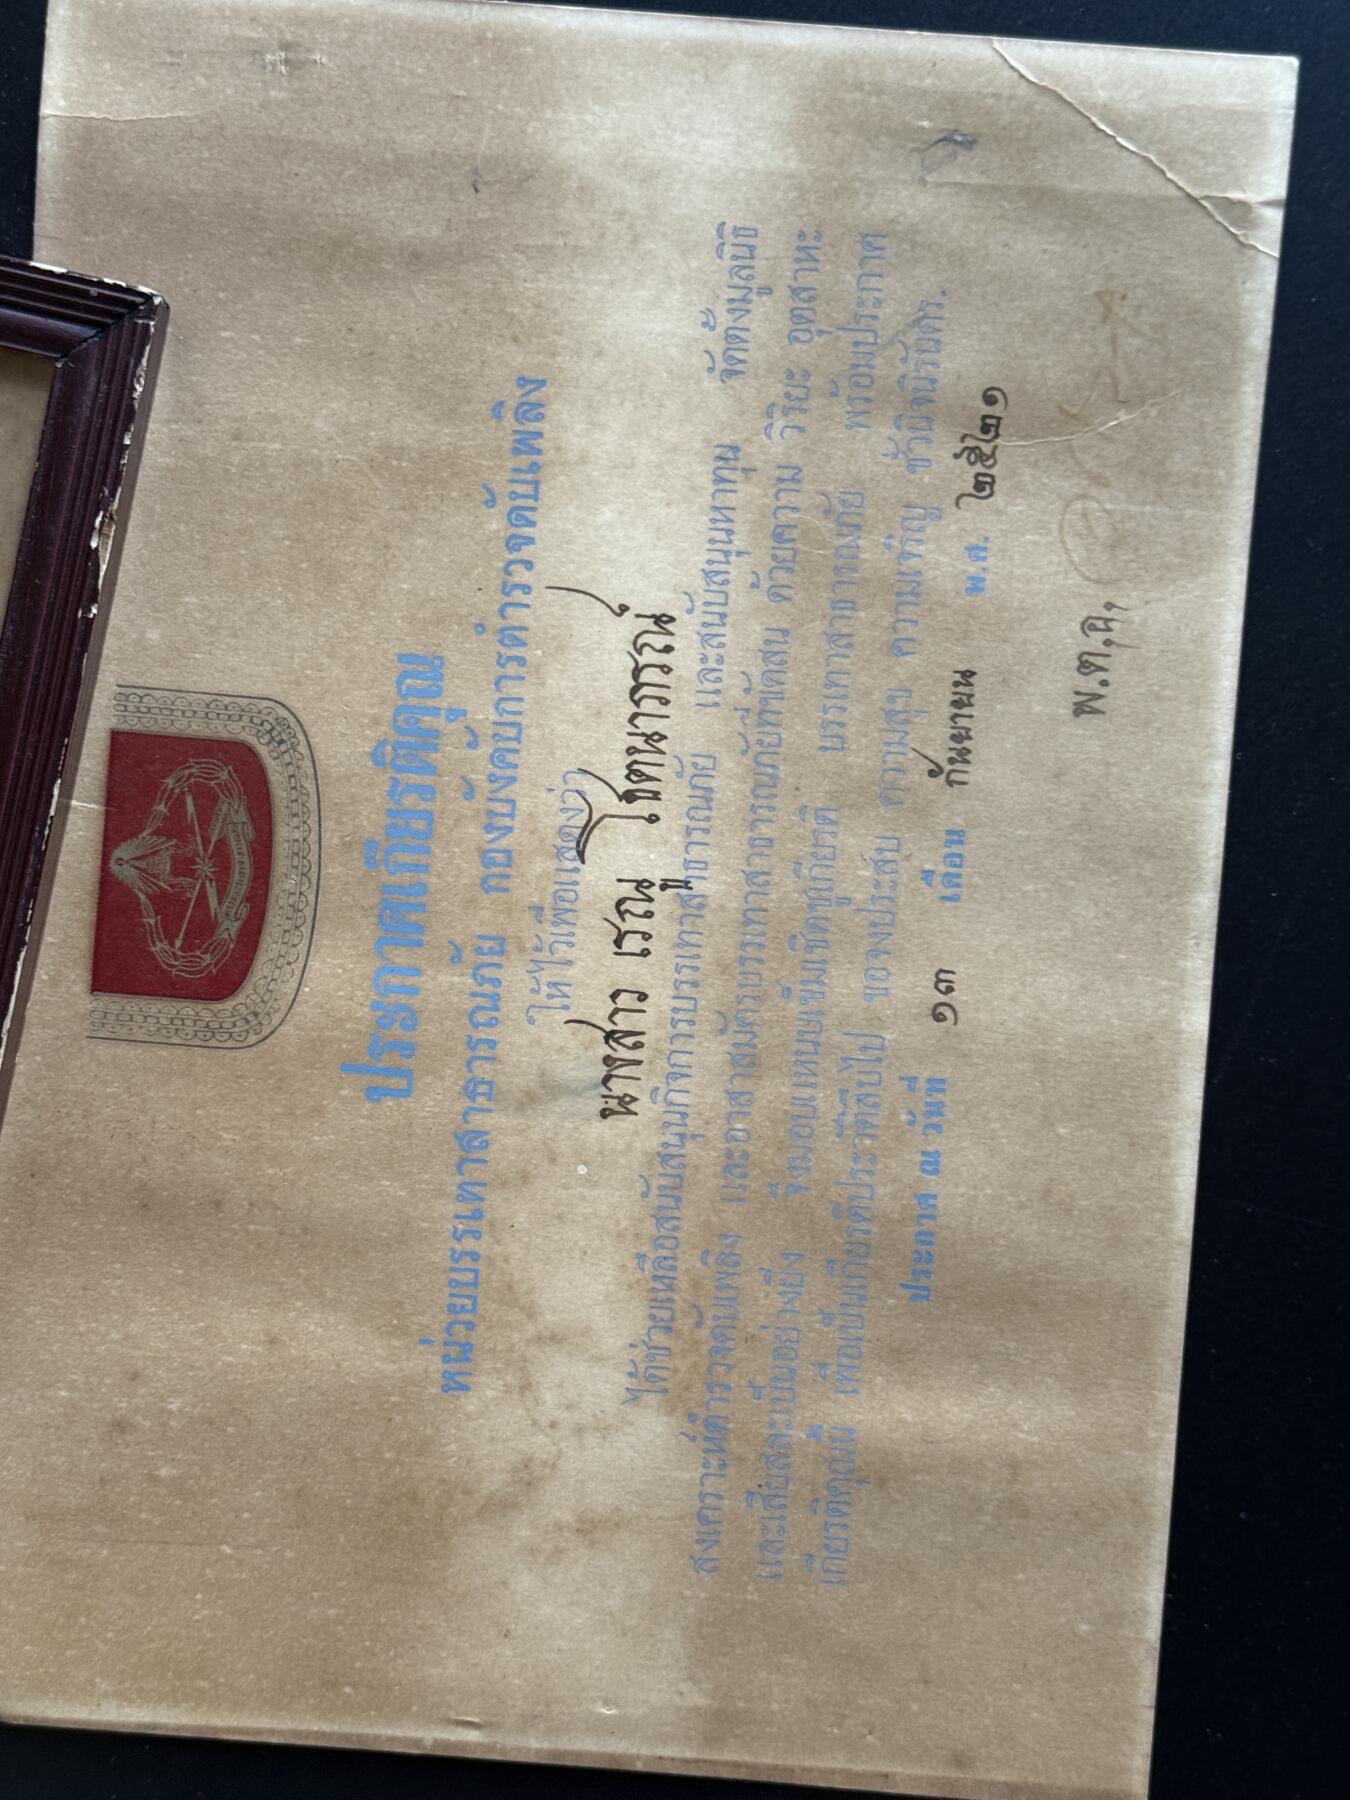 ประกาศเกียรติคุณ
หน่วยบรรเทาสาธารณภัย กองบังคับการตำรวจดับเพลิง
ให้ไว้เพื่อแสดงว่า
นางสาว เรณู โชตนาภรณ์
ได้ช่วยเหลือสนับสนุนกิจการบรรเทาสาธารณภัย และสนับสนุนหาทุน จัดตั้งมูลนิธิ
สงเคราะห์ตำรวจดับเพลิง และอาสาสมัครบรรเทาสาธารณภัยที่ขัดสน ด้วยความ วิริยะ อุตสาหะ
และเสียสละเป็นอย่างยิ่ง จึงมอบแหนบเข็มเชิดชูเกียรติ บรรเทาสาธารณภัย พร้อมประกาศ
เกียรติคุณนี้ เพื่อเป็นเกียรติประวัติสืบไป ขอจงประสบ ความสุข ความเจริญ ชั่วนิจนิรันดร.
ประกาศ ณ วันที่ ๑๓ เดือน กันยายน พ.ศ. ๒๕๒๑
พ.ต.อ.